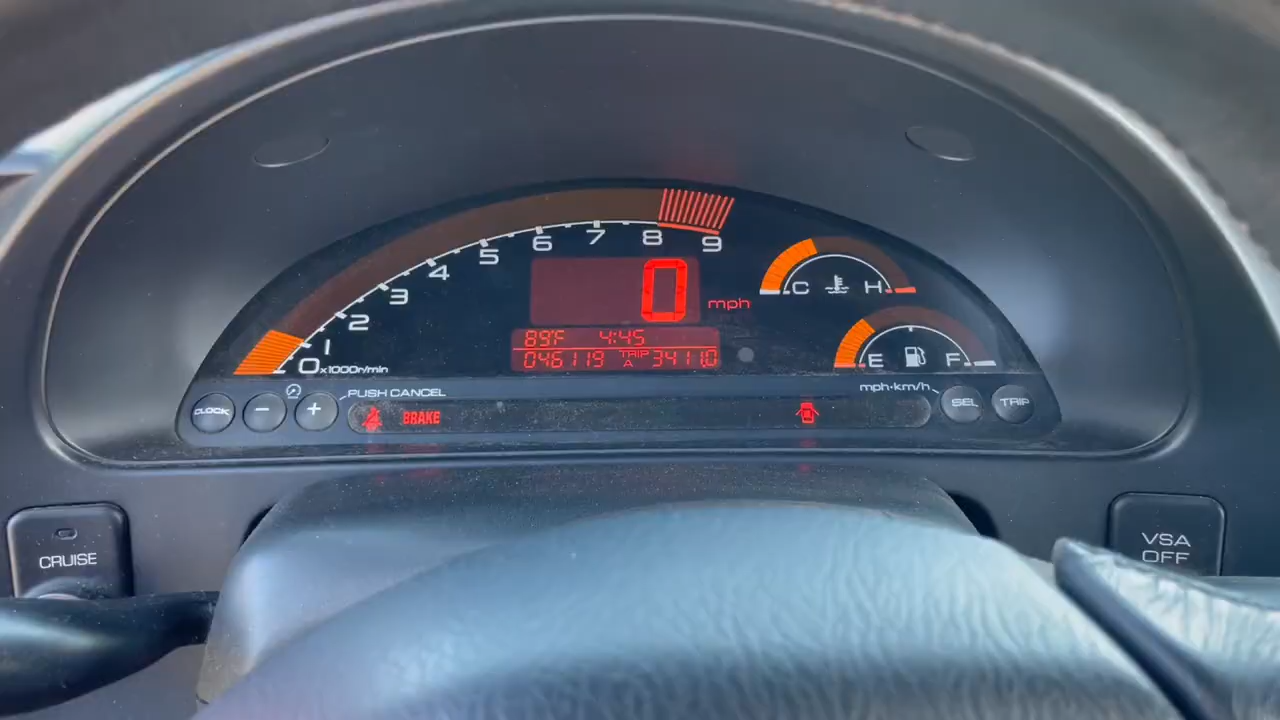 0 1 2 3 4 5 6 7 8 9
x1000r/min
0 mph
89°F 4:45
046119 TRIP A 3411.0
C H
E F
PUSH CANCEL
mph·km/h
CLOCK - + SEL TRIP
BRAKE
CRUISE
VSA
OFF